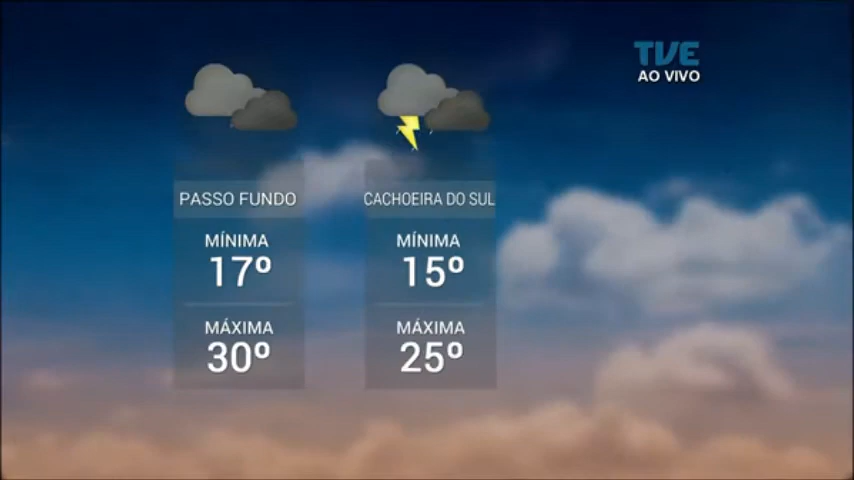 TVE
AO VIVO
PASSO FUNDO
MÍNIMA
17º
MÁXIMA
30º
CACHOEIRA DO SUL
MÍNIMA
15º
MÁXIMA
25º